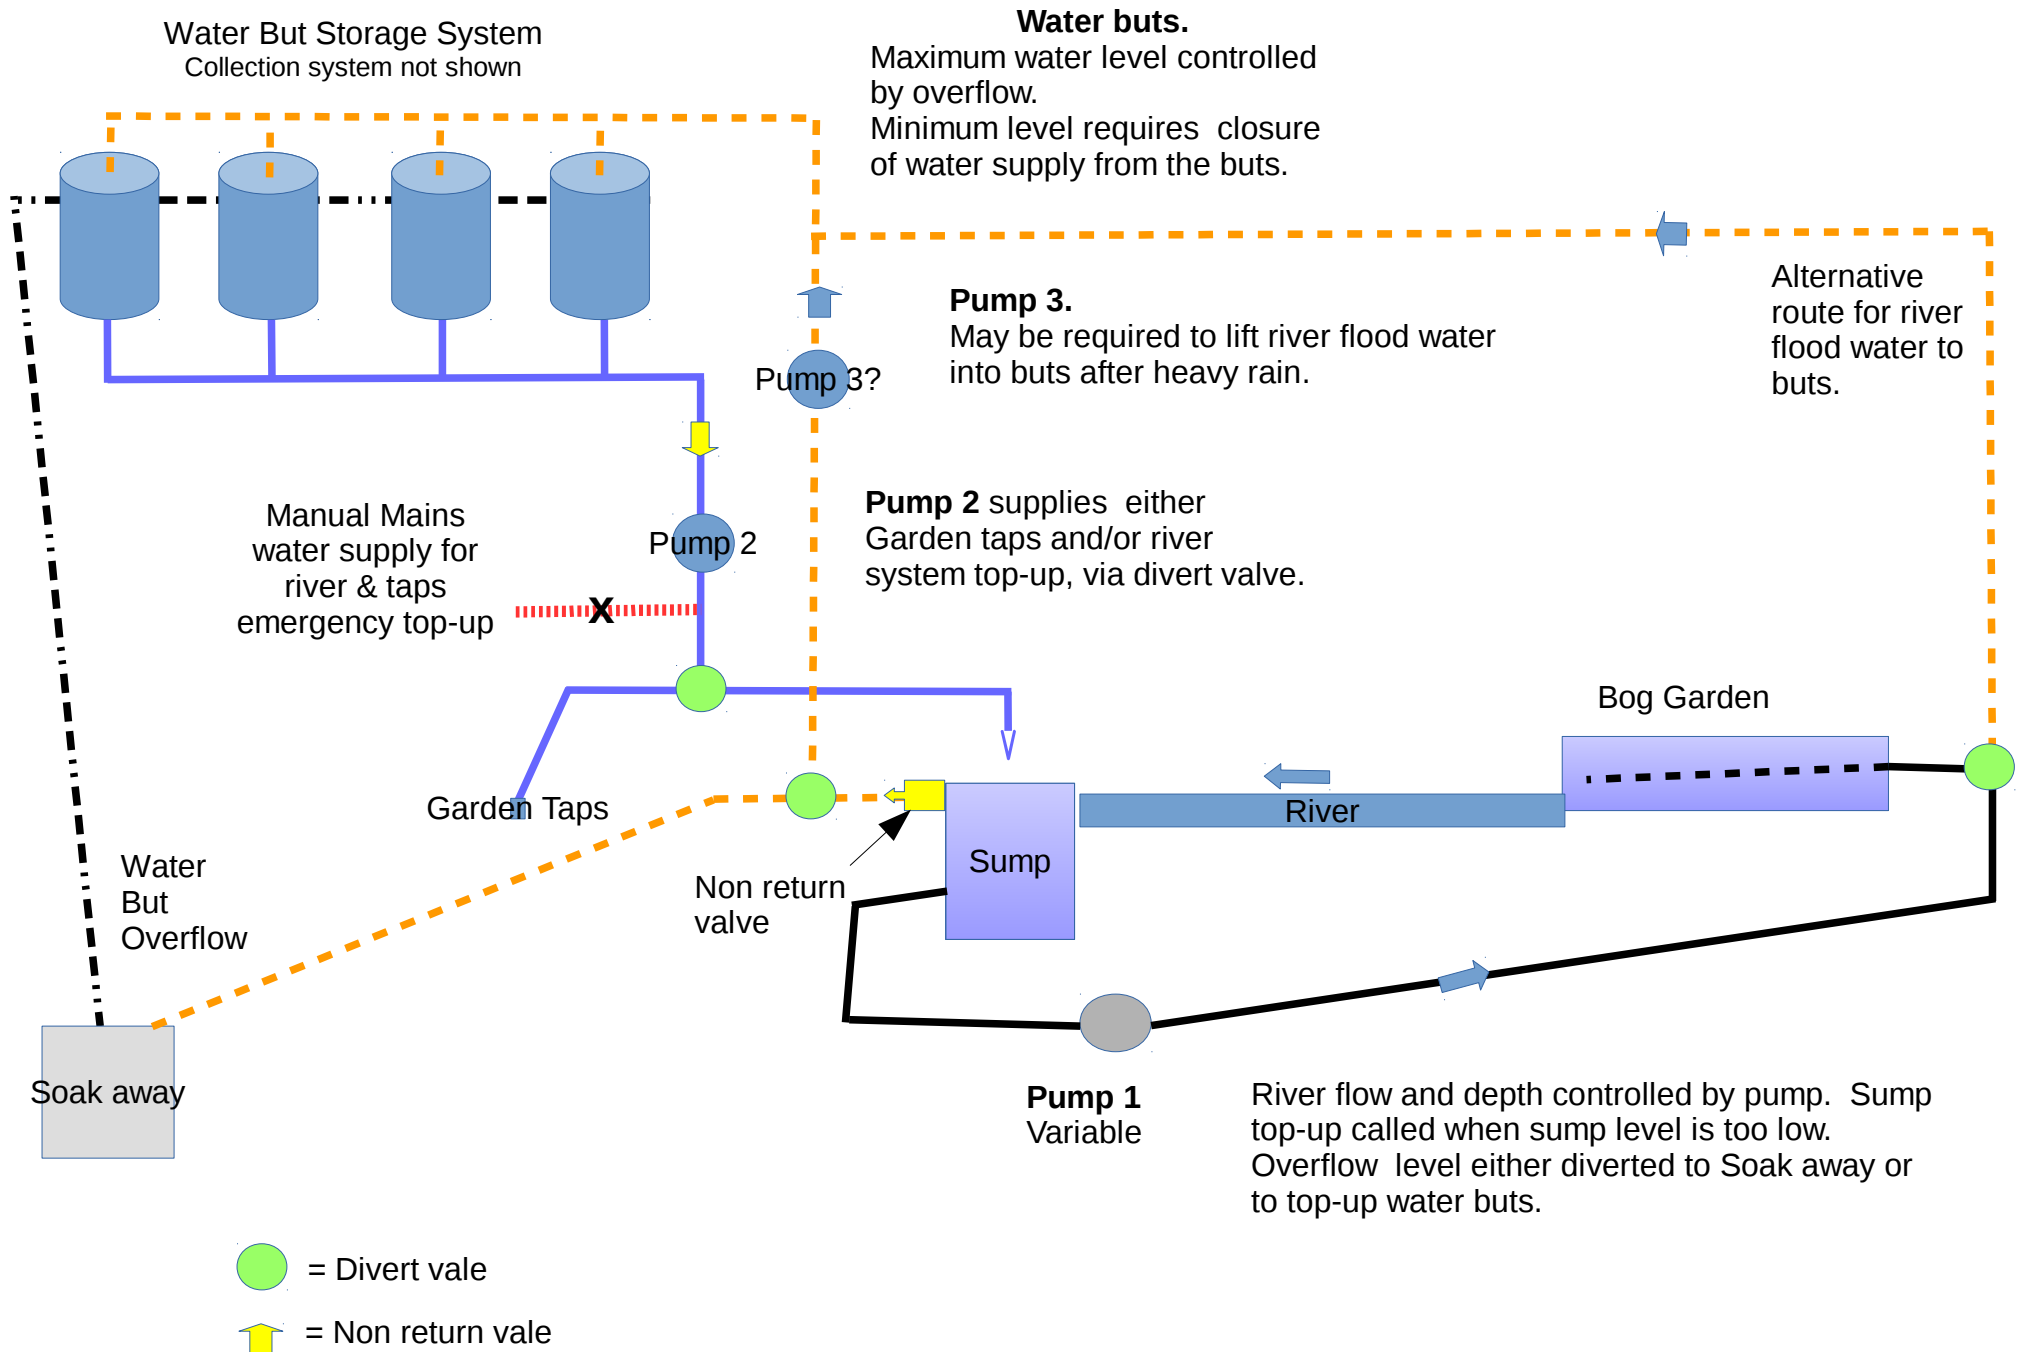 Water But Storage System
Collection system not shown
Water buts.
Maximum water level controlled
by overflow.
Minimum level requires  closure
of water supply from the buts.
Alternative
route for river
flood water to
buts.
Pump 3.
May be required to lift river flood water
into buts after heavy rain.
Pump 3?
Pump 2 supplies  either
Garden taps and/or river
system top-up, via divert valve.
Manual Mains
water supply for
river & taps
emergency top-up
Pump 2
x
Bog Garden
Garden Taps
River
Sump
Non return
valve
Water
But
Overflow
Soak away
Pump 1
Variable
River flow and depth controlled by pump.  Sump
top-up called when sump level is too low.
Overflow  level either diverted to Soak away or
to top-up water buts.
= Divert vale
= Non return vale